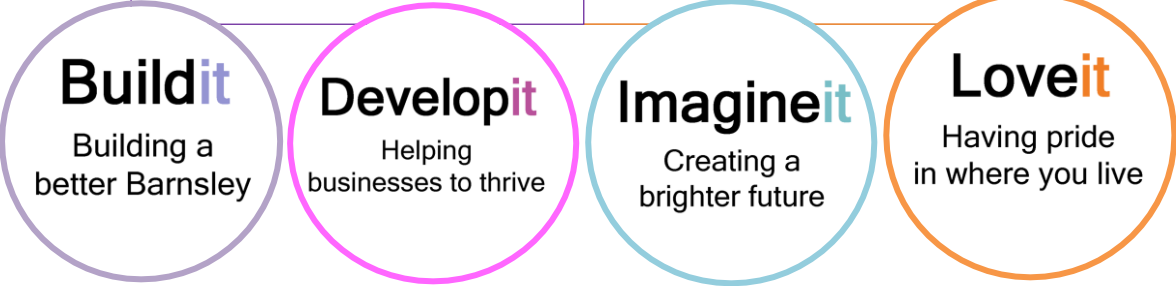 Buildit
Building a
better Barnsley
Developit
Helping
businesses to thrive
Imagineit
Creating a
brighter future
Loveit
Having pride
in where you live